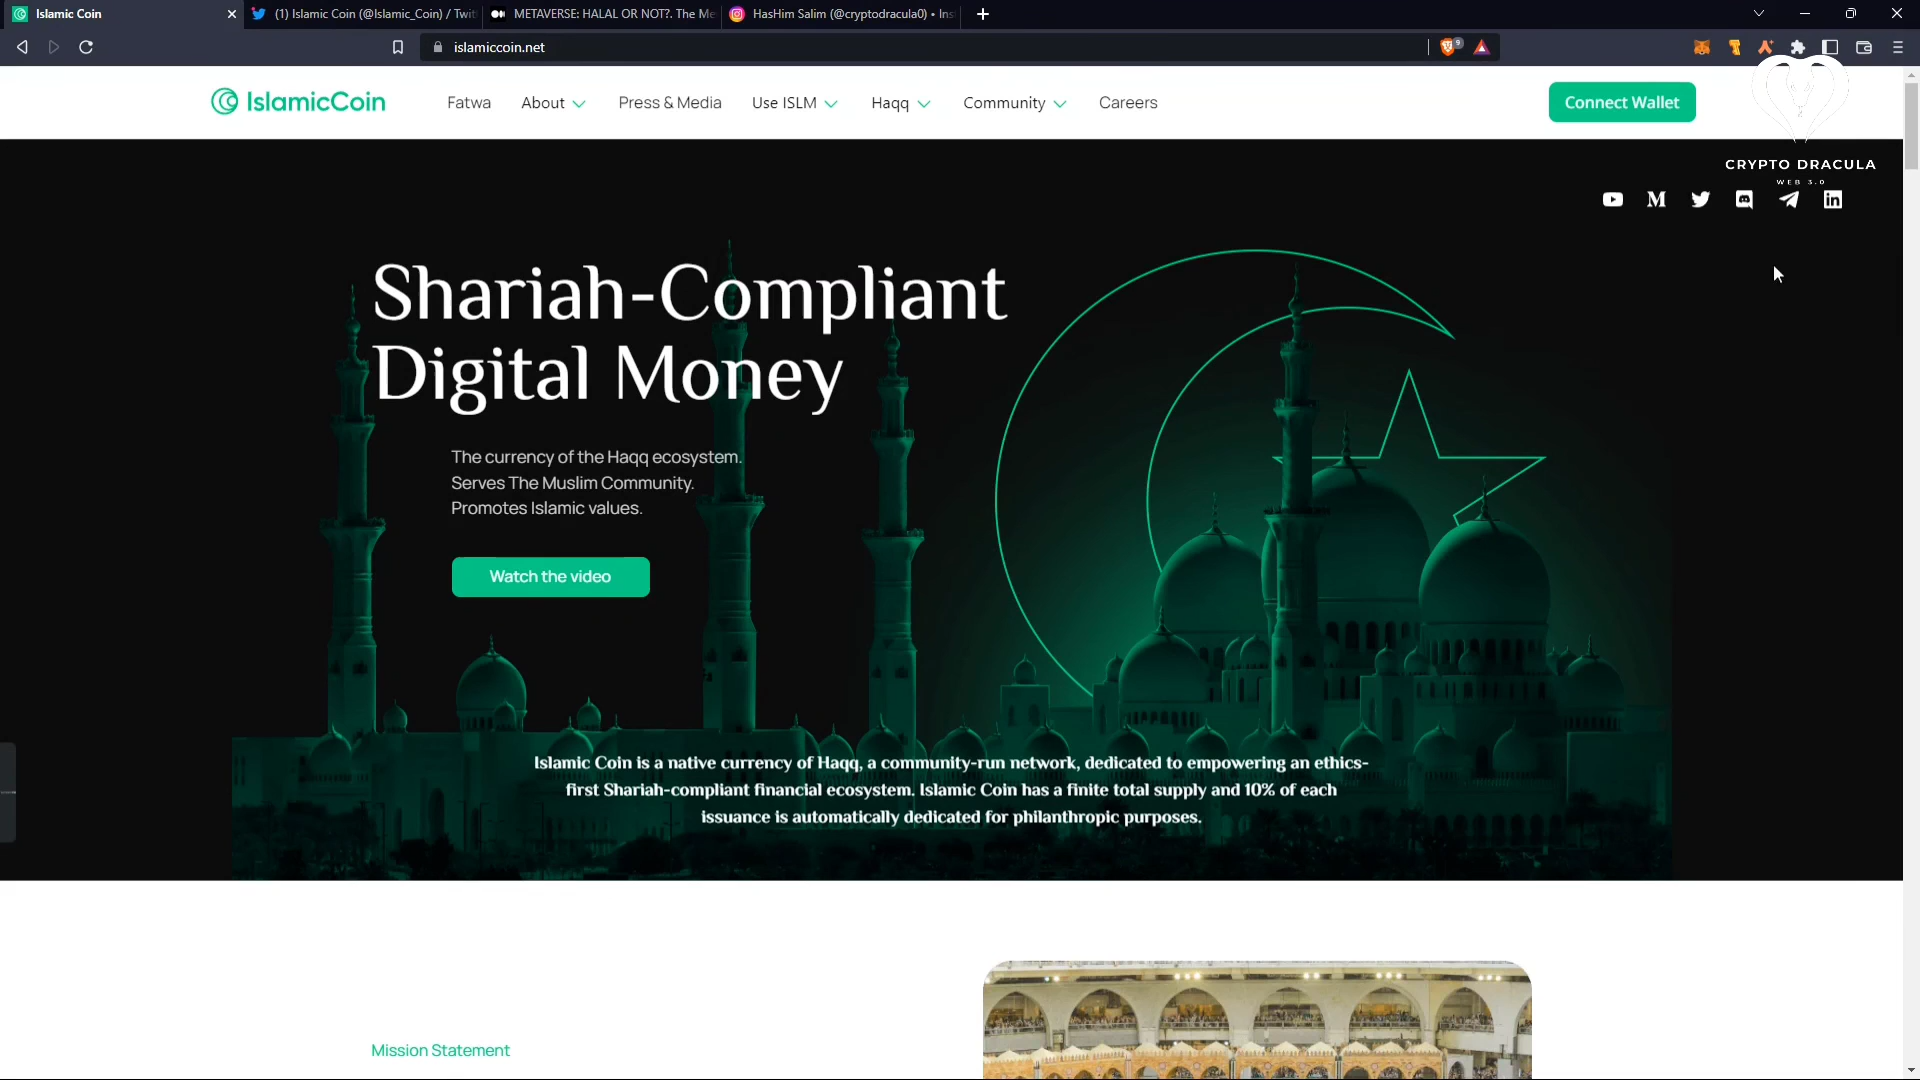 Islamic Coin
(1) Islamic Coin (@Islamic_Coin) / Twit
METAVERSE: HALAL OR NOT?. The Me
HasHim Salim (@cryptodracula0) • Ins
islamiccoin.net
9
IslamicCoin
Fatwa
About
Press & Media
Use ISLM
Haqq
Community
Careers
Connect Wallet
CRYPTO DRACULA
WEB 3.0
Shariah-Compliant
Digital Money
The currency of the Haqq ecosystem.
Serves The Muslim Community.
Promotes Islamic values.
Watch the video
Islamic Coin is a native currency of Haqq, a community-run network, dedicated to empowering an ethics-
first Shariah-compliant financial ecosystem. Islamic Coin has a finite total supply and 10% of each
issuance is automatically dedicated for philanthropic purposes.
Mission Statement